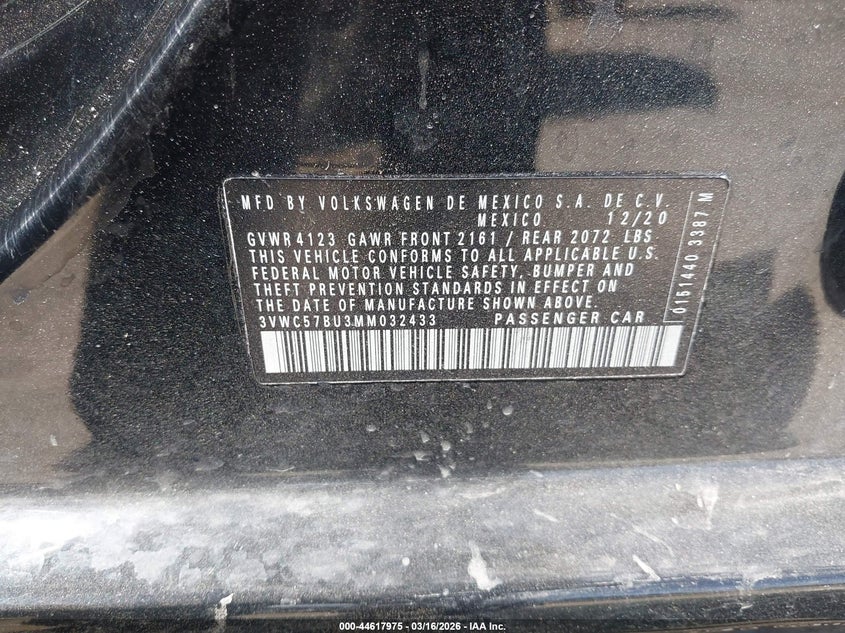 MFD BY VOLKSWAGEN DE MEXICO S.A. DE C.V.
MEXICO 12/20
GVWR 4123 GAWR FRONT 2161 / REAR 2072 LBS
THIS VEHICLE CONFORMS TO ALL APPLICABLE U.S.
FEDERAL MOTOR VEHICLE SAFETY, BUMPER AND
THEFT PREVENTION STANDARDS IN EFFECT ON
THE DATE OF MANUFACTURE SHOWN ABOVE.
3VWC57BU3MM032433 PASSENGER CAR
0151440 3387 M
000-44617975 - 03/16/2026 - IAA Inc.